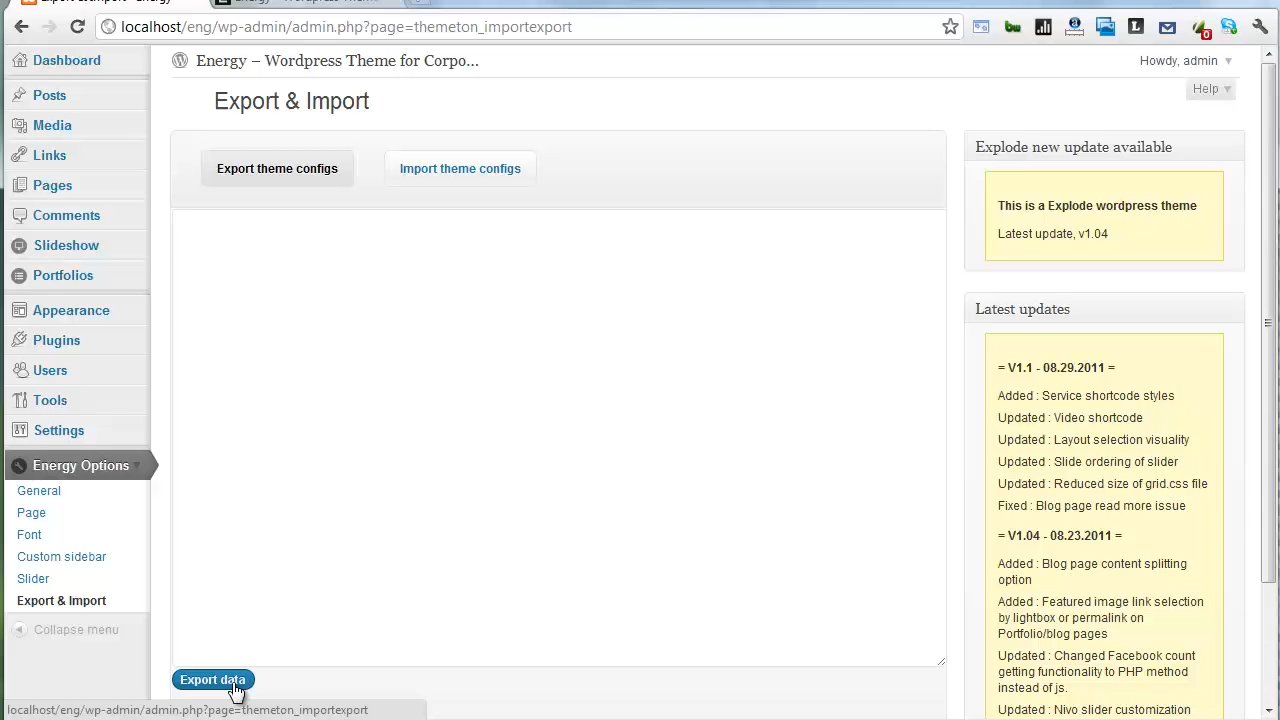 localhost/eng/wp-admin/admin.php?page=themeton_importexport
Dashboard
Posts
Media
Links
Pages
Comments
Slideshow
Portfolios
Appearance
Plugins
Users
Tools
Settings
Energy Options
General
Page
Font
Custom sidebar
Slider
Export & Import
Collapse menu
Energy – Wordpress Theme for Corpo...
Howdy, admin
Help
Export & Import
Export theme configs
Import theme configs
Export data
Explode new update available
This is a Explode wordpress theme
Latest update, v1.04
Latest updates
= V1.1 - 08.29.2011 =
Added : Service shortcode styles
Updated : Video shortcode
Updated : Layout selection visuality
Updated : Slide ordering of slider
Updated : Reduced size of grid.css file
Fixed : Blog page read more issue
= V1.04 - 08.23.2011 =
Added : Blog page content splitting
option
Added : Featured image link selection
by lightbox or permalink on
Portfolio/blog pages
Updated : Changed Facebook count
getting functionality to PHP method
instead of js.
Updated : Nivo slider customization
localhost/eng/wp-admin/admin.php?page=themeton_importexport